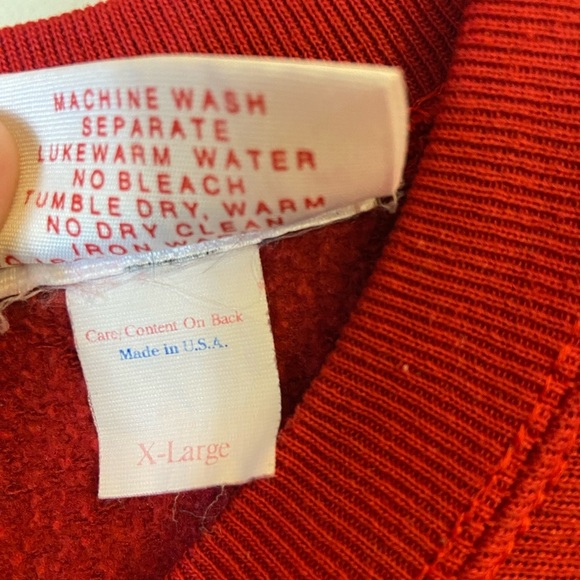 MACHINE WASH
SEPARATE
LUKEWARM WATER
NO BLEACH
TUMBLE DRY, WARM
NO DRY CLEAN
IRON
Care/Content On Back
Made in U.S.A.
X-Large